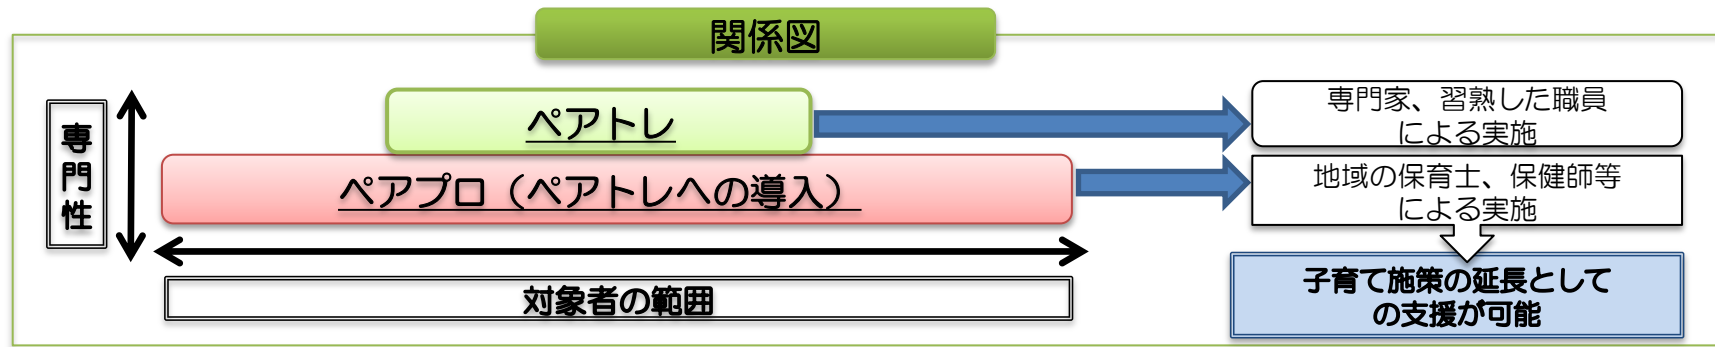 関係図
専門性
ペアトレ
ペアプロ（ペアトレへの導入）
対象者の範囲
専門家、習熟した職員
による実施
地域の保育士、保健師等
による実施
子育て施策の延長として
の支援が可能